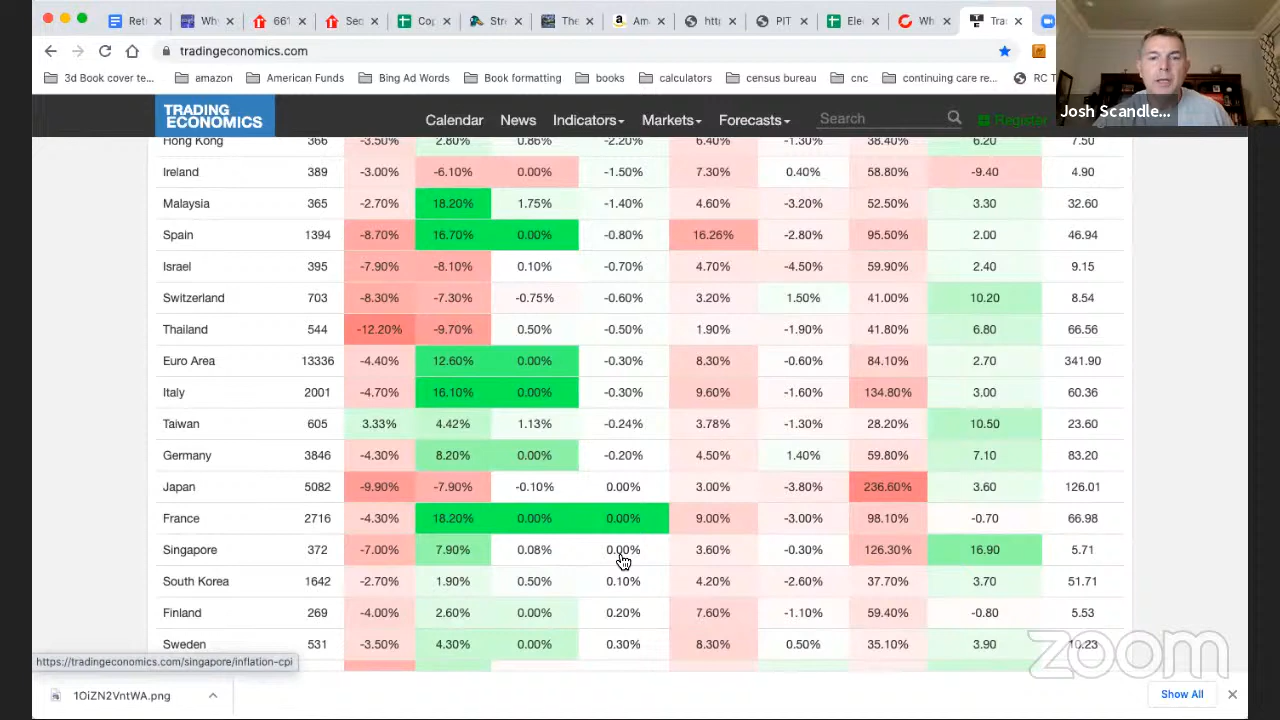 Ret
Why
661
Sec
Cop
Str
The
Am
htt
PIT
Ele
Wh
Tra
tradingeconomics.com
3d Book cover te... amazon American Funds Bing Ad Words Book formatting books calculators census bureau cnc continuing care re... RC T
Josh Scandle...
TRADING
ECONOMICS
Calendar News Indicators Markets Forecasts Search Register
Hong Kong 366 -3.50% 2.80% 0.86% -2.20% 6.40% -1.30% 38.40% 6.20 7.50
Ireland 389 -3.00% -6.10% 0.00% -1.50% 7.30% 0.40% 58.80% -9.40 4.90
Malaysia 365 -2.70% 18.20% 1.75% -1.40% 4.60% -3.20% 52.50% 3.30 32.60
Spain 1394 -8.70% 16.70% 0.00% -0.80% 16.26% -2.80% 95.50% 2.00 46.94
Israel 395 -7.90% -8.10% 0.10% -0.70% 4.70% -4.50% 59.90% 2.40 9.15
Switzerland 703 -8.30% -7.30% -0.75% -0.60% 3.20% 1.50% 41.00% 10.20 8.54
Thailand 544 -12.20% -9.70% 0.50% -0.50% 1.90% -1.90% 41.80% 6.80 66.56
Euro Area 13336 -4.40% 12.60% 0.00% -0.30% 8.30% -0.60% 84.10% 2.70 341.90
Italy 2001 -4.70% 16.10% 0.00% -0.30% 9.60% -1.60% 134.80% 3.00 60.36
Taiwan 605 3.33% 4.42% 1.13% -0.24% 3.78% -1.30% 28.20% 10.50 23.60
Germany 3846 -4.30% 8.20% 0.00% -0.20% 4.50% 1.40% 59.80% 7.10 83.20
Japan 5082 -9.90% -7.90% -0.10% 0.00% 3.00% -3.80% 236.60% 3.60 126.01
France 2716 -4.30% 18.20% 0.00% 0.00% 9.00% -3.00% 98.10% -0.70 66.98
Singapore 372 -7.00% 7.90% 0.08% 0.00% 3.60% -0.30% 126.30% 16.90 5.71
South Korea 1642 -2.70% 1.90% 0.50% 0.10% 4.20% -2.60% 37.70% 3.70 51.71
Finland 269 -4.00% 2.60% 0.00% 0.20% 7.60% -1.10% 59.40% -0.80 5.53
Sweden 531 -3.50% 4.30% 0.00% 0.30% 8.30% 0.50% 35.10% 3.90 10.23
https://tradingeconomics.com/singapore/inflation-cpi
zoom
1OiZN2VntWA.png
Show All